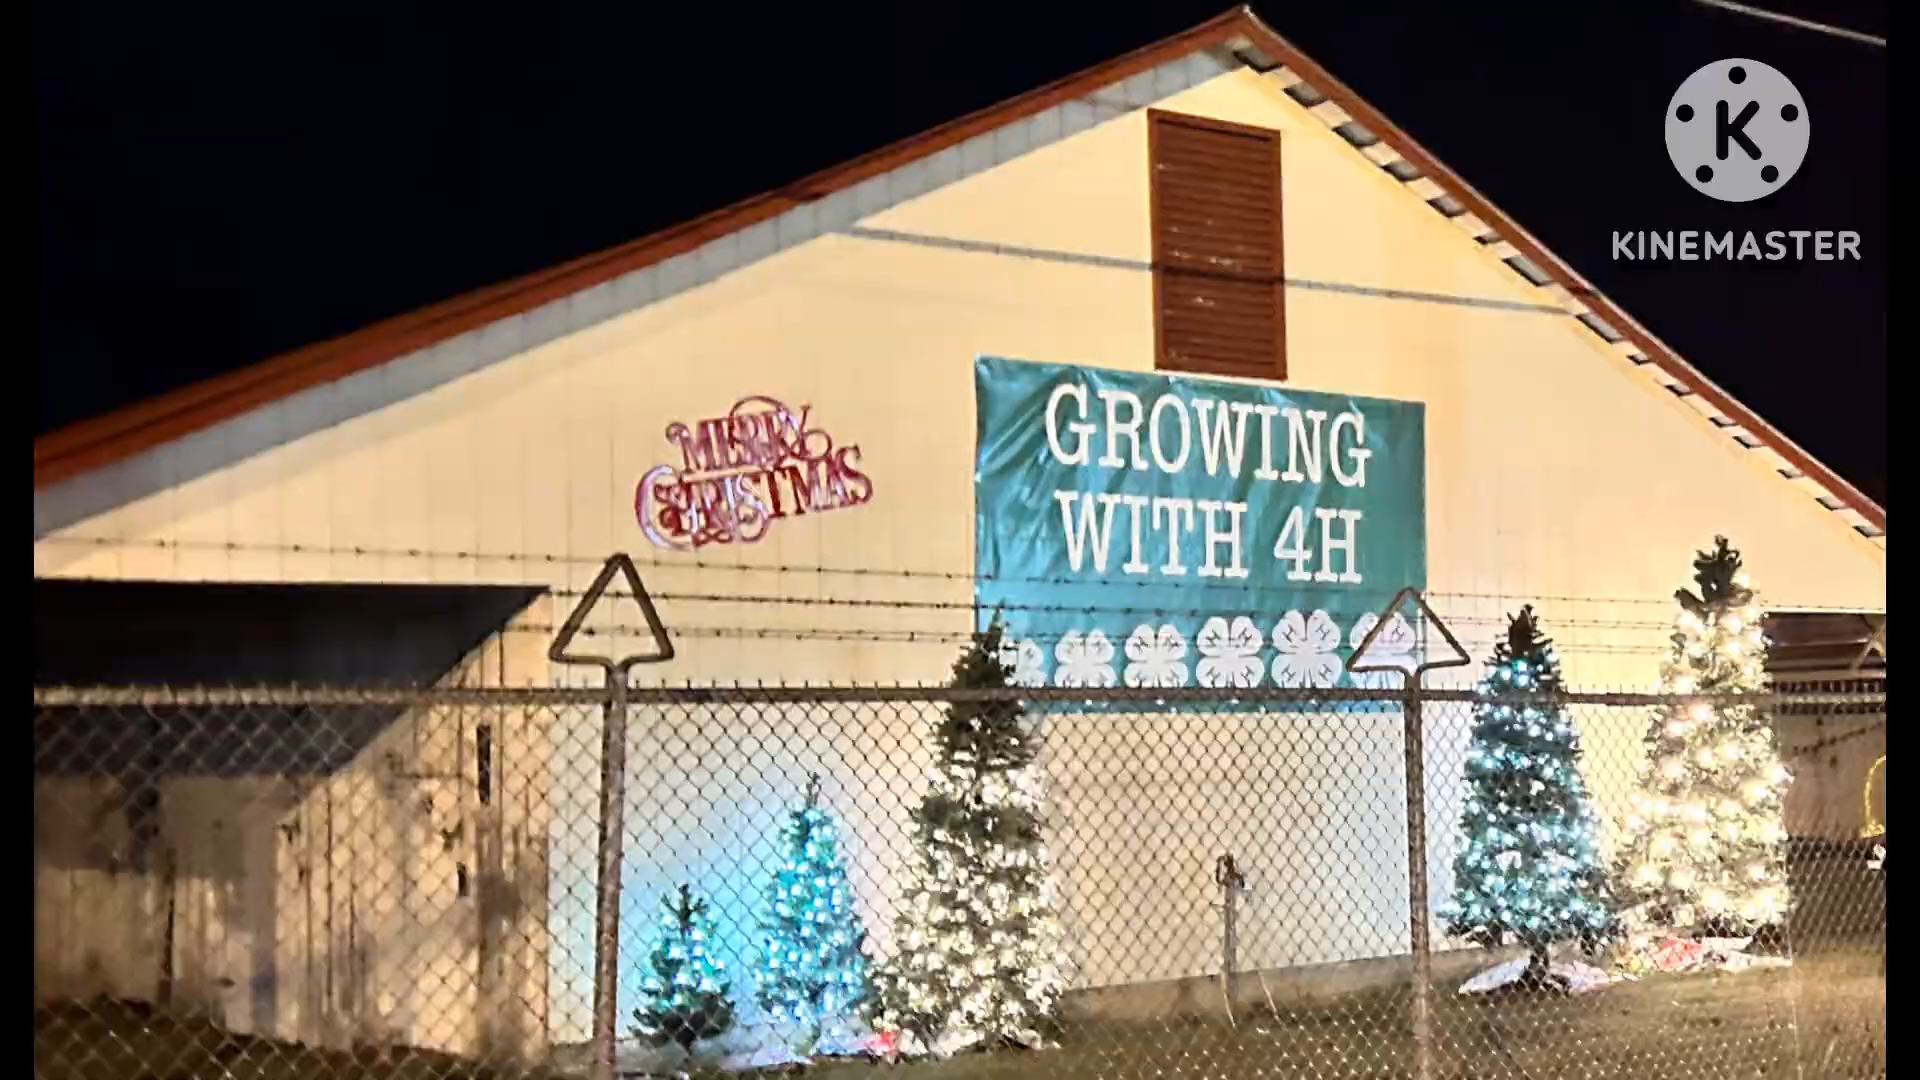 K
KINEMASTER
MERRY
CHRISTMAS
GROWING
WITH 4H
H H H H
H H H H